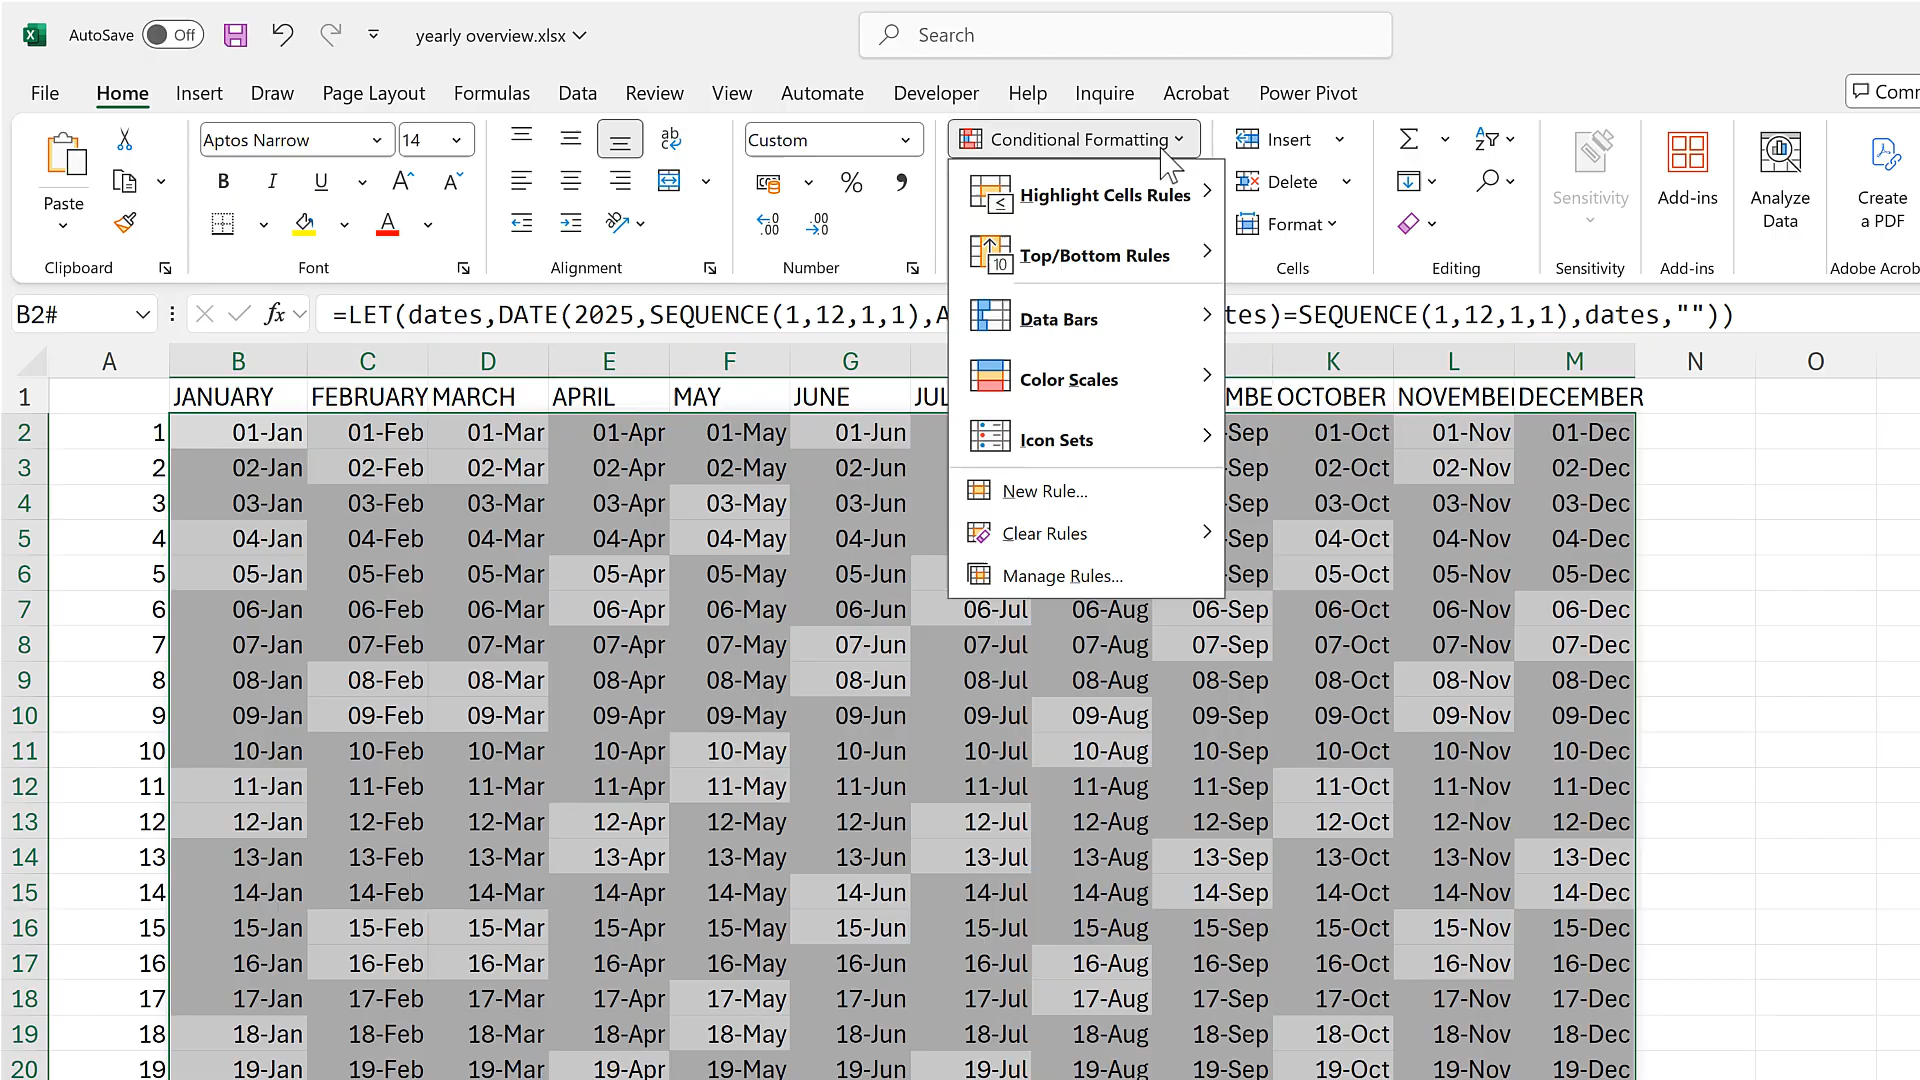 AutoSave Off yearly overview.xlsx Search
File Home Insert Draw Page Layout Formulas Data Review View Automate Developer Help Inquire Acrobat Power Pivot Comm
Paste
Clipboard
Aptos Narrow 14
B I U
Font
ab
Alignment
Custom
% 9
Number
Conditional Formatting
Highlight Cells Rules
Top/Bottom Rules
Data Bars
Color Scales
Icon Sets
New Rule...
Clear Rules
Manage Rules...
Insert
Delete
Format
Cells
Editing
Sensitivity
Sensitivity
Add-ins
Add-ins
Analyze
Data
Create
a PDF
Adobe Acrob
B2# fx =LET(dates,DATE(2025,SEQUENCE(1,12,1,1),A tes)=SEQUENCE(1,12,1,1),dates,""))
A B C D E F G K L M N O
1 JANUARY FEBRUARY MARCH APRIL MAY JUNE JUL MBE OCTOBER NOVEMBE DECEMBER
2 1 01-Jan 01-Feb 01-Mar 01-Apr 01-May 01-Jun -Sep 01-Oct 01-Nov 01-Dec
3 2 02-Jan 02-Feb 02-Mar 02-Apr 02-May 02-Jun -Sep 02-Oct 02-Nov 02-Dec
4 3 03-Jan 03-Feb 03-Mar 03-Apr 03-May 03-Jun -Sep 03-Oct 03-Nov 03-Dec
5 4 04-Jan 04-Feb 04-Mar 04-Apr 04-May 04-Jun -Sep 04-Oct 04-Nov 04-Dec
6 5 05-Jan 05-Feb 05-Mar 05-Apr 05-May 05-Jun -Sep 05-Oct 05-Nov 05-Dec
7 6 06-Jan 06-Feb 06-Mar 06-Apr 06-May 06-Jun 06-Jul 06-Aug 06-Sep 06-Oct 06-Nov 06-Dec
8 7 07-Jan 07-Feb 07-Mar 07-Apr 07-May 07-Jun 07-Jul 07-Aug 07-Sep 07-Oct 07-Nov 07-Dec
9 8 08-Jan 08-Feb 08-Mar 08-Apr 08-May 08-Jun 08-Jul 08-Aug 08-Sep 08-Oct 08-Nov 08-Dec
10 9 09-Jan 09-Feb 09-Mar 09-Apr 09-May 09-Jun 09-Jul 09-Aug 09-Sep 09-Oct 09-Nov 09-Dec
11 10 10-Jan 10-Feb 10-Mar 10-Apr 10-May 10-Jun 10-Jul 10-Aug 10-Sep 10-Oct 10-Nov 10-Dec
12 11 11-Jan 11-Feb 11-Mar 11-Apr 11-May 11-Jun 11-Jul 11-Aug 11-Sep 11-Oct 11-Nov 11-Dec
13 12 12-Jan 12-Feb 12-Mar 12-Apr 12-May 12-Jun 12-Jul 12-Aug 12-Sep 12-Oct 12-Nov 12-Dec
14 13 13-Jan 13-Feb 13-Mar 13-Apr 13-May 13-Jun 13-Jul 13-Aug 13-Sep 13-Oct 13-Nov 13-Dec
15 14 14-Jan 14-Feb 14-Mar 14-Apr 14-May 14-Jun 14-Jul 14-Aug 14-Sep 14-Oct 14-Nov 14-Dec
16 15 15-Jan 15-Feb 15-Mar 15-Apr 15-May 15-Jun 15-Jul 15-Aug 15-Sep 15-Oct 15-Nov 15-Dec
17 16 16-Jan 16-Feb 16-Mar 16-Apr 16-May 16-Jun 16-Jul 16-Aug 16-Sep 16-Oct 16-Nov 16-Dec
18 17 17-Jan 17-Feb 17-Mar 17-Apr 17-May 17-Jun 17-Jul 17-Aug 17-Sep 17-Oct 17-Nov 17-Dec
19 18 18-Jan 18-Feb 18-Mar 18-Apr 18-May 18-Jun 18-Jul 18-Aug 18-Sep 18-Oct 18-Nov 18-Dec
20 19 19-Jan 19-Feb 19-Mar 19-Apr 19-May 19-Jun 19-Jul 19-Aug 19-Sep 19-Oct 19-Nov 19-Dec